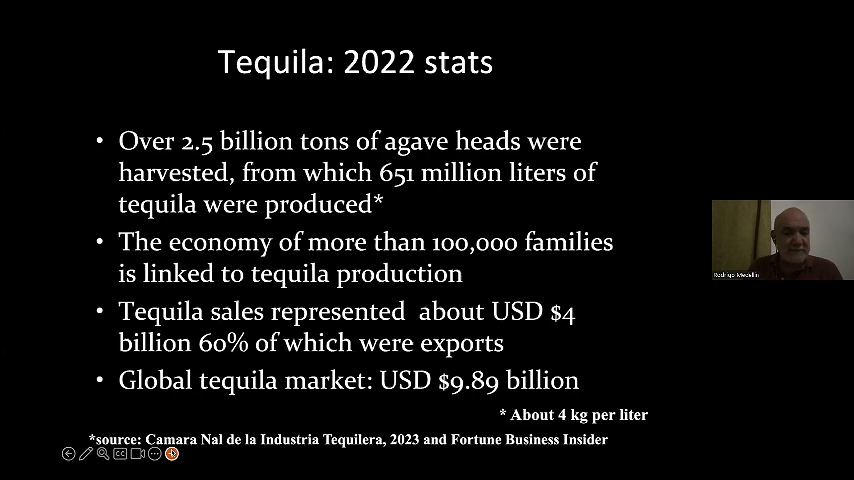 Tequila: 2022 stats
• Over 2.5 billion tons of agave heads were
harvested, from which 651 million liters of
tequila were produced*
• The economy of more than 100,000 families
is linked to tequila production
• Tequila sales represented about USD $4
billion 60% of which were exports
• Global tequila market: USD $9.89 billion
* About 4 kg per liter
*source: Camara Nal de la Industria Tequilera, 2023 and Fortune Business Insider
CC
Rodrigo Medellin